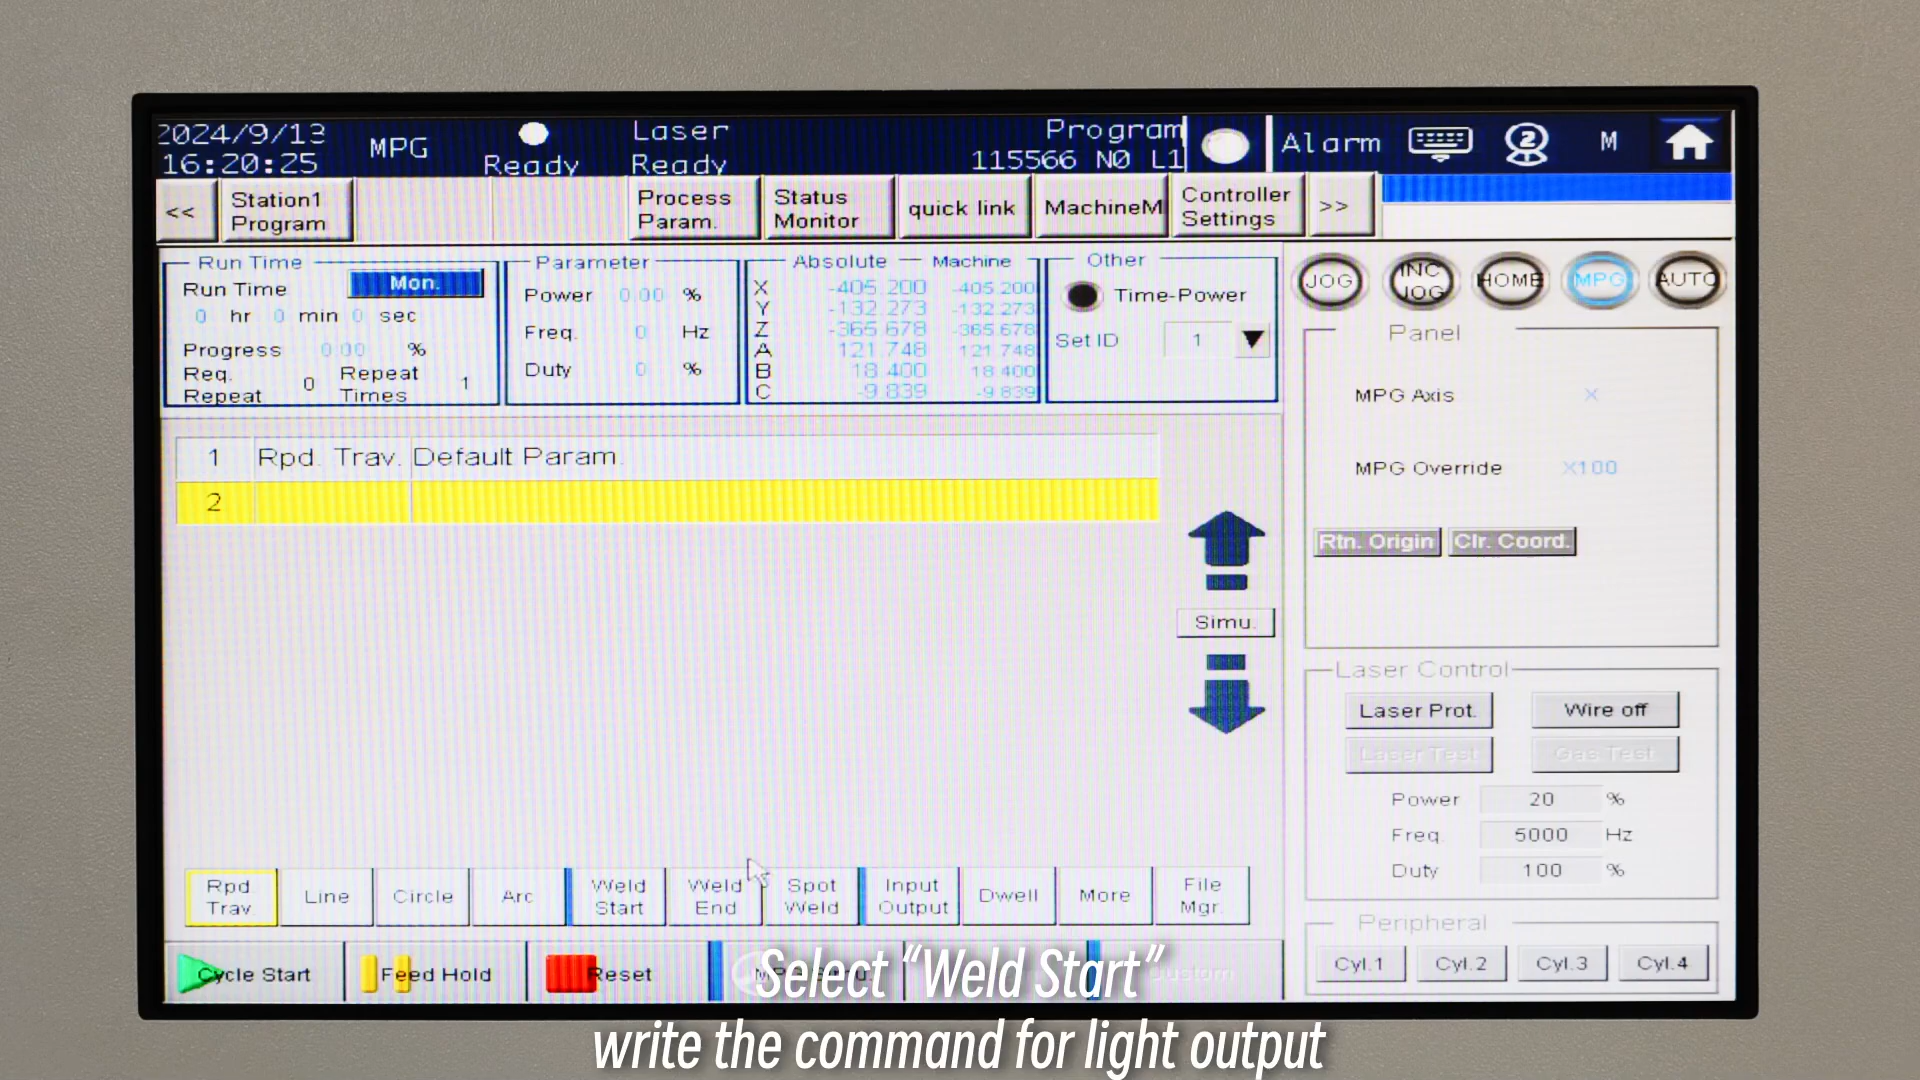 2024/9/13
16:20:25
MPG
Ready
Laser
Ready
Program
115566 N0 L1
Alarm
2
M
<<
Station1
Program
Process
Param.
Status
Monitor
quick link
MachineM
Controller
Settings
>>
Run Time
Run Time
Mon.
0 hr 0 min 0 sec
Progress 0.00 %
Req.
Repeat
0
Repeat
Times
1
Parameter
Power 0.00 %
Freq. 0 Hz
Duty 0 %
Absolute
Machine
X -405.200 -405.200
Y -132.273 -132.273
Z -365.678 -365.678
A 121.748 121.748
B 18.400 18.400
C -9.839 -9.839
Other
Time-Power
Set ID 1
JOG
INC
JOG
HOME
MPG
AUTO
Panel
MPG Axis X
MPG Override X100
Rtn. Origin
Clr. Coord.
1 Rpd. Trav. Default Param.
2
Simu.
Laser Control
Laser Prot.
Wire off
Laser Test
Gas Test
Power 20 %
Freq. 5000 Hz
Duty 100 %
Peripheral
Cyl.1
Cyl.2
Cyl.3
Cyl.4
Rpd.
Trav
Line
Circle
Arc
Weld
Start
Weld
End
Spot
Weld
Input
Output
Dwell
More
File
Mgr.
Cycle Start
Feed Hold
Reset
Select “Weld Start”
write the command for light output